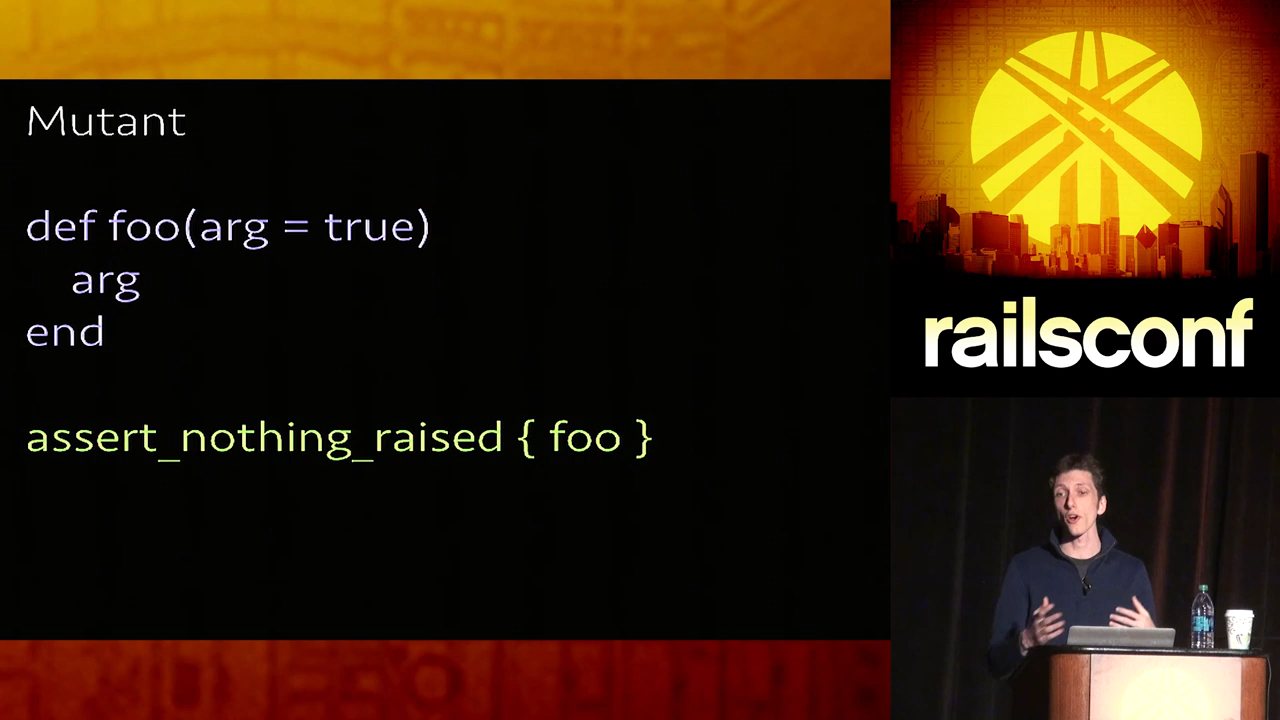 Mutant
def foo(arg = true)
arg
end
assert_nothing_raised { foo }
railsconf